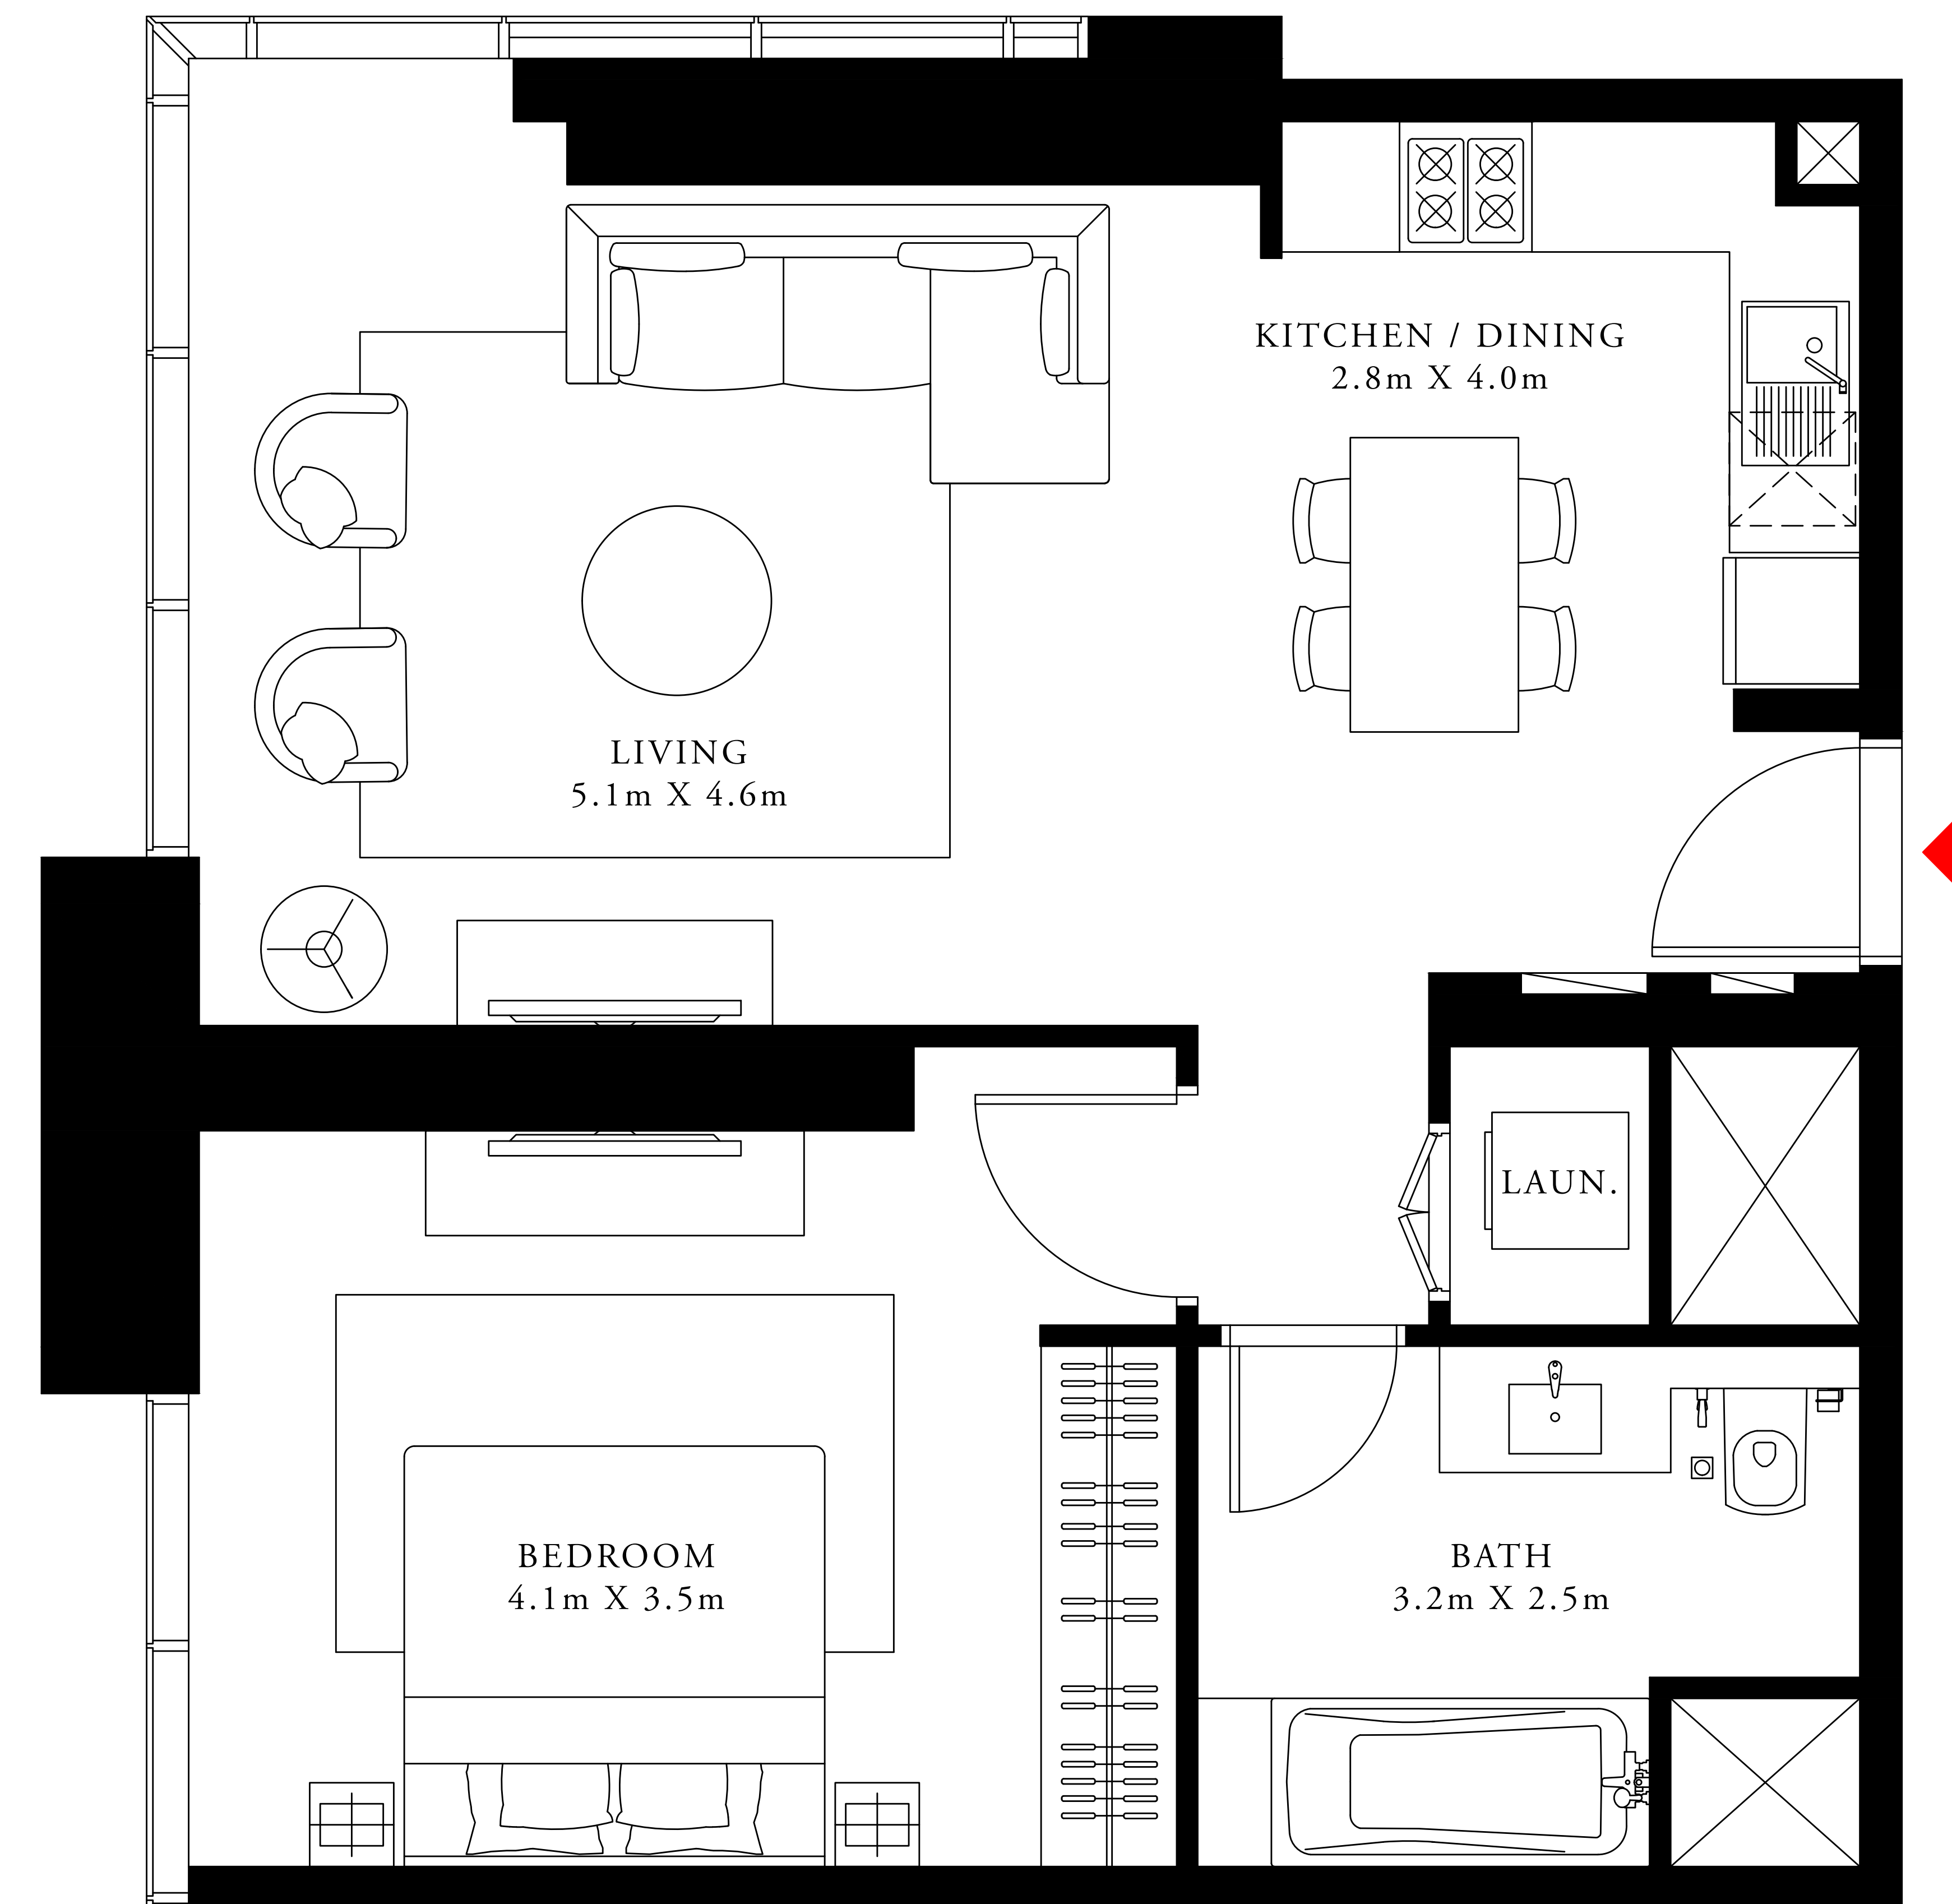 KITCHEN / DINING
2.8m X 4.0m
LIVING
5.1m X 4.6m
LAUN.
BEDROOM
4.1m X 3.5m
BATH
3.2m X 2.5m